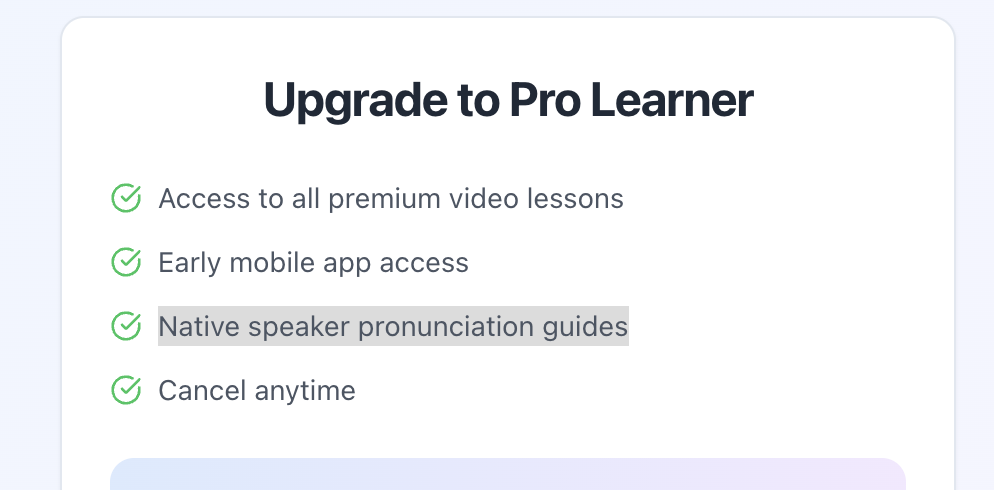 Upgrade to Pro Learner
Access to all premium video lessons
Early mobile app access
Native speaker pronunciation guides
Cancel anytime